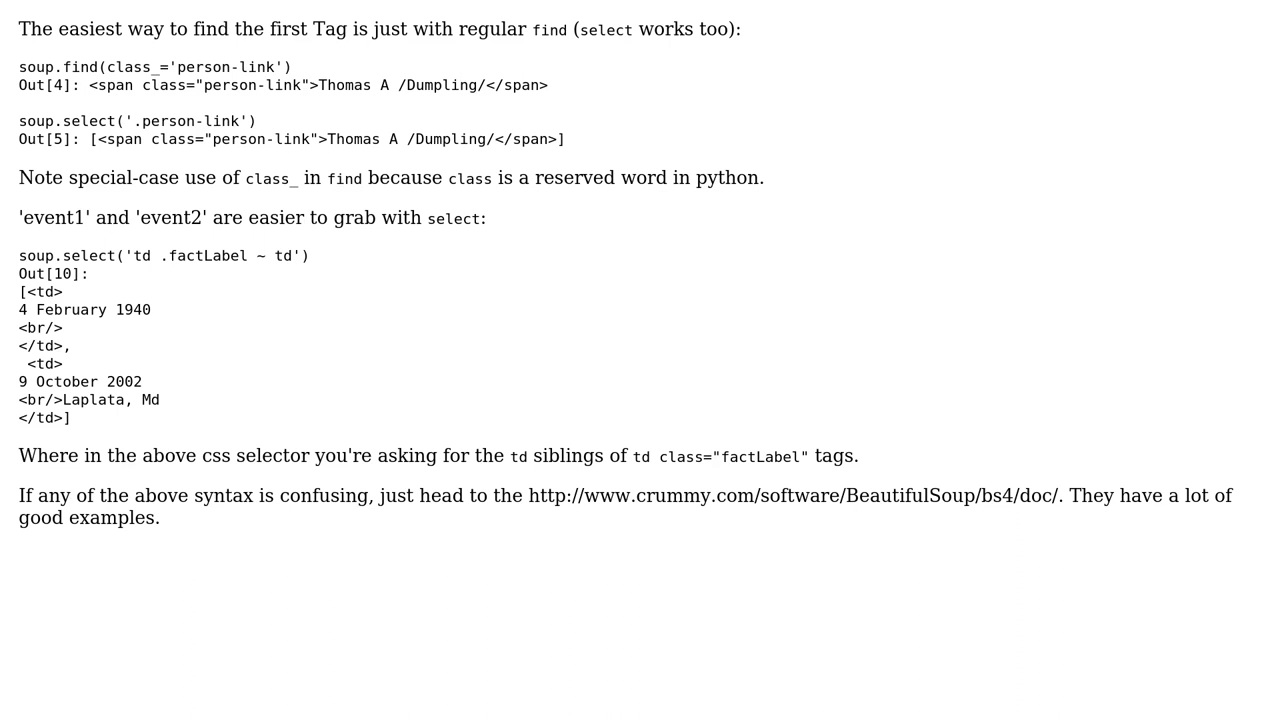 The easiest way to find the first Tag is just with regular find (select works too):
soup.find(class_='person-link')
Out[4]: <span class="person-link">Thomas A /Dumpling/</span>
soup.select('.person-link')
Out[5]: [<span class="person-link">Thomas A /Dumpling/</span>]
Note special-case use of class_ in find because class is a reserved word in python.
'event1' and 'event2' are easier to grab with select:
soup.select('td .factLabel ~ td')
Out[10]:
[<td>
4 February 1940
<br/>
</td>,
 <td>
9 October 2002
<br/>Laplata, Md
</td>]
Where in the above css selector you're asking for the td siblings of td class="factLabel" tags.
If any of the above syntax is confusing, just head to the http://www.crummy.com/software/BeautifulSoup/bs4/doc/. They have a lot of
good examples.